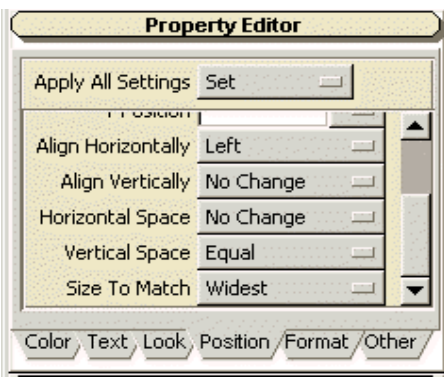 Property Editor
Apply All Settings Set
Position
Align Horizontally Left
Align Vertically No Change
Horizontal Space No Change
Vertical Space Equal
Size To Match Widest
Color Text Look Position Format Other